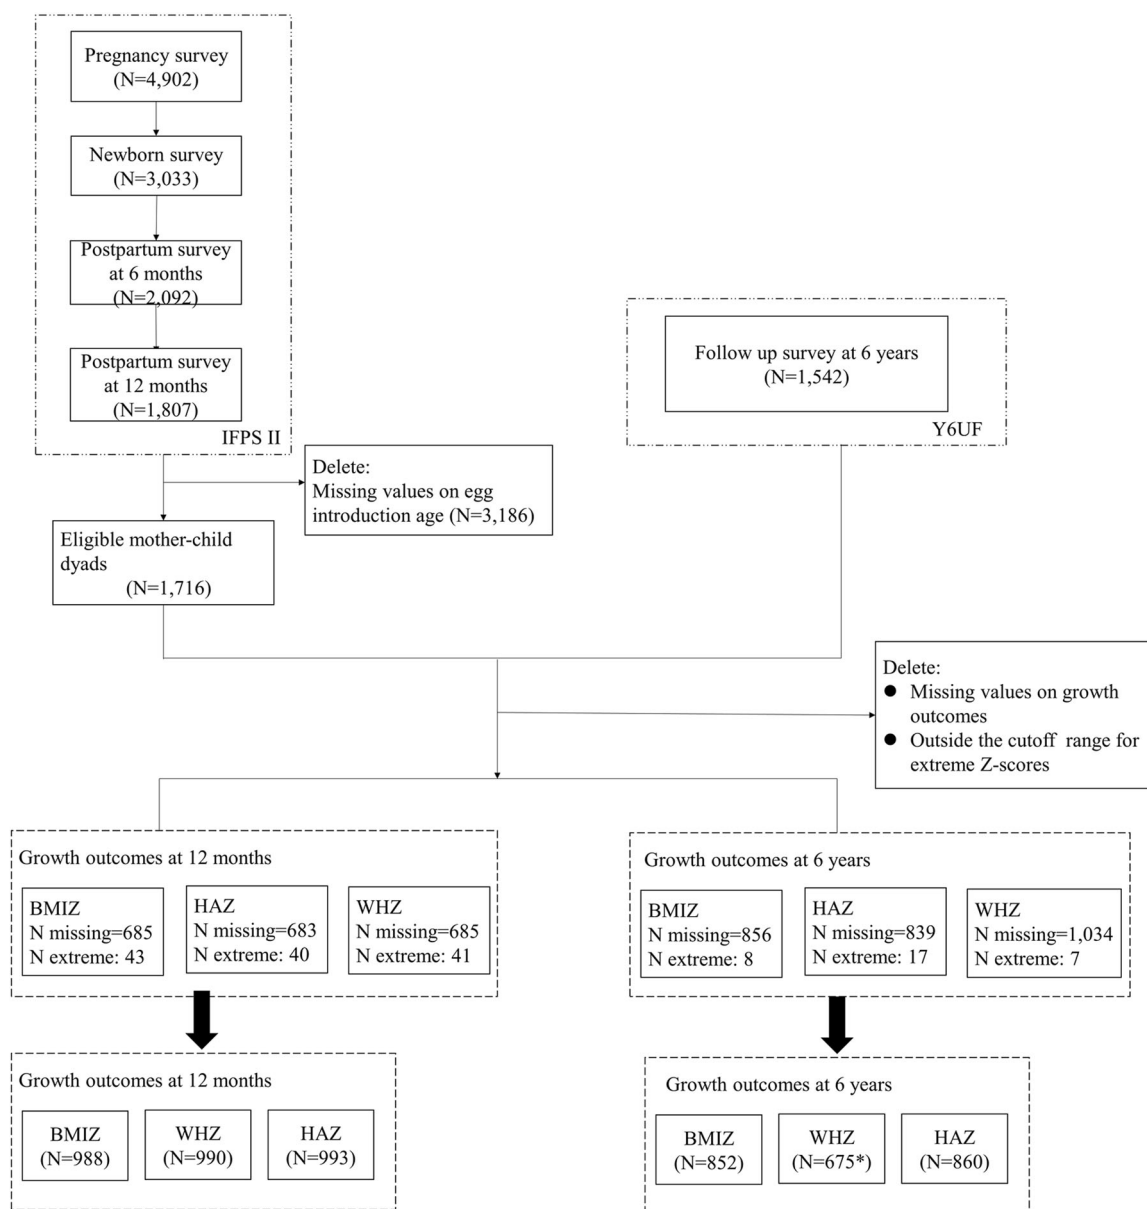 Pregnancy survey
(N=4,902)
Newborn survey
(N=3,033)
Postpartum survey
at 6 months
(N=2,092)
Postpartum survey
at 12 months
(N=1,807)
IFPS II
Follow up survey at 6 years
(N=1,542)
Y6UF
Delete:
Missing values on egg
introduction age (N=3,186)
Eligible mother-child
dyads
(N=1,716)
Delete:
● Missing values on growth
outcomes
● Outside the cutoff range for
extreme Z-scores
Growth outcomes at 12 months
BMIZ
N missing=685
N extreme: 43
HAZ
N missing=683
N extreme: 40
WHZ
N missing=685
N extreme: 41
Growth outcomes at 6 years
BMIZ
N missing=856
N extreme: 8
HAZ
N missing=839
N extreme: 17
WHZ
N missing=1,034
N extreme: 7
Growth outcomes at 12 months
BMIZ
(N=988)
WHZ
(N=990)
HAZ
(N=993)
Growth outcomes at 6 years
BMIZ
(N=852)
WHZ
(N=675*)
HAZ
(N=860)